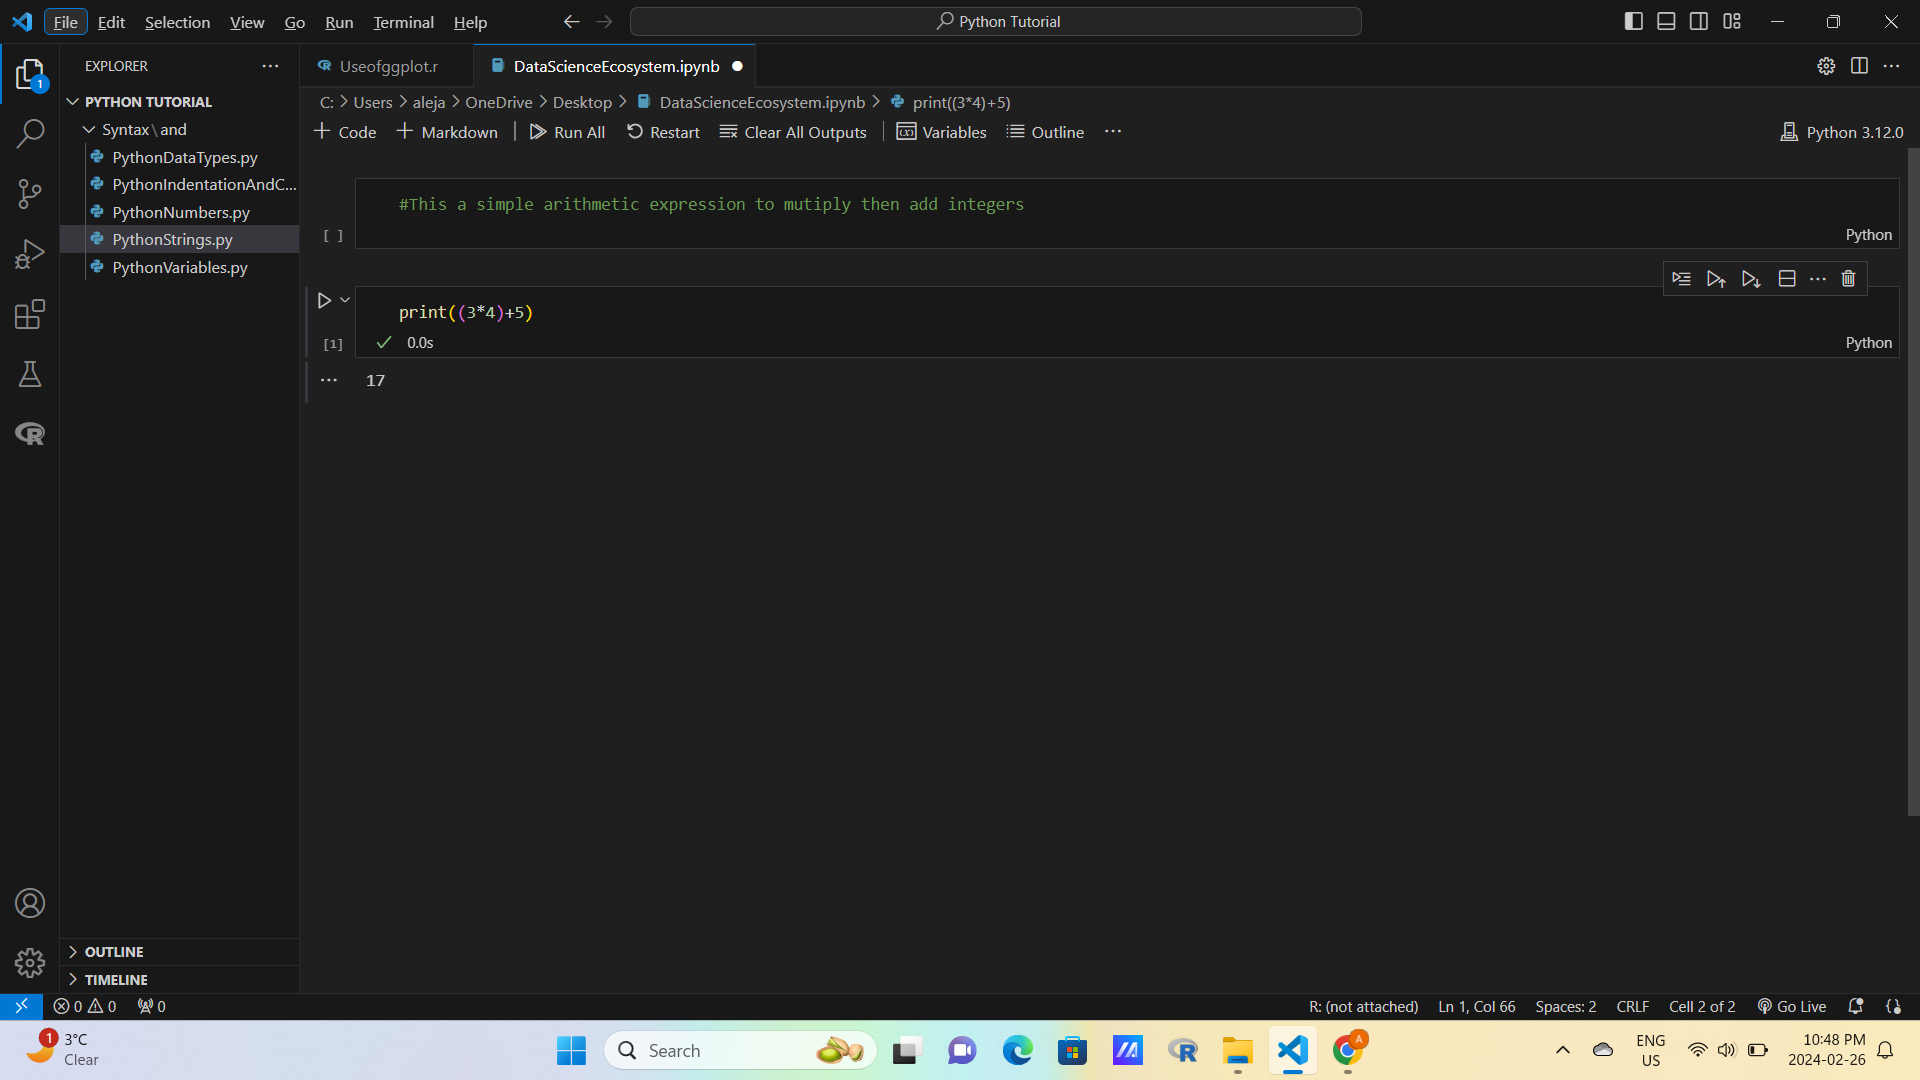 File Edit Selection View Go Run Terminal Help
Python Tutorial
EXPLORER
Useofggplot.r
DataScienceEcosystem.ipynb
PYTHON TUTORIAL
C: > Users > aleja > OneDrive > Desktop > DataScienceEcosystem.ipynb > print((3*4)+5)
Syntax\and
+ Code + Markdown | Run All Restart Clear All Outputs | Variables Outline ...
Python 3.12.0
PythonDataTypes.py
PythonIndentationAndC...
PythonNumbers.py
PythonStrings.py
PythonVariables.py
#This a simple arithmetic expression to mutiply then add integers
[ ]
Python
print((3*4)+5)
[1]
0.0s
Python
17
OUTLINE
TIMELINE
0 0 0
R: (not attached) Ln 1, Col 66 Spaces: 2 CRLF Cell 2 of 2 Go Live
1
1
3°C
Clear
Search
A
ENG
US
10:48 PM
2024-02-26